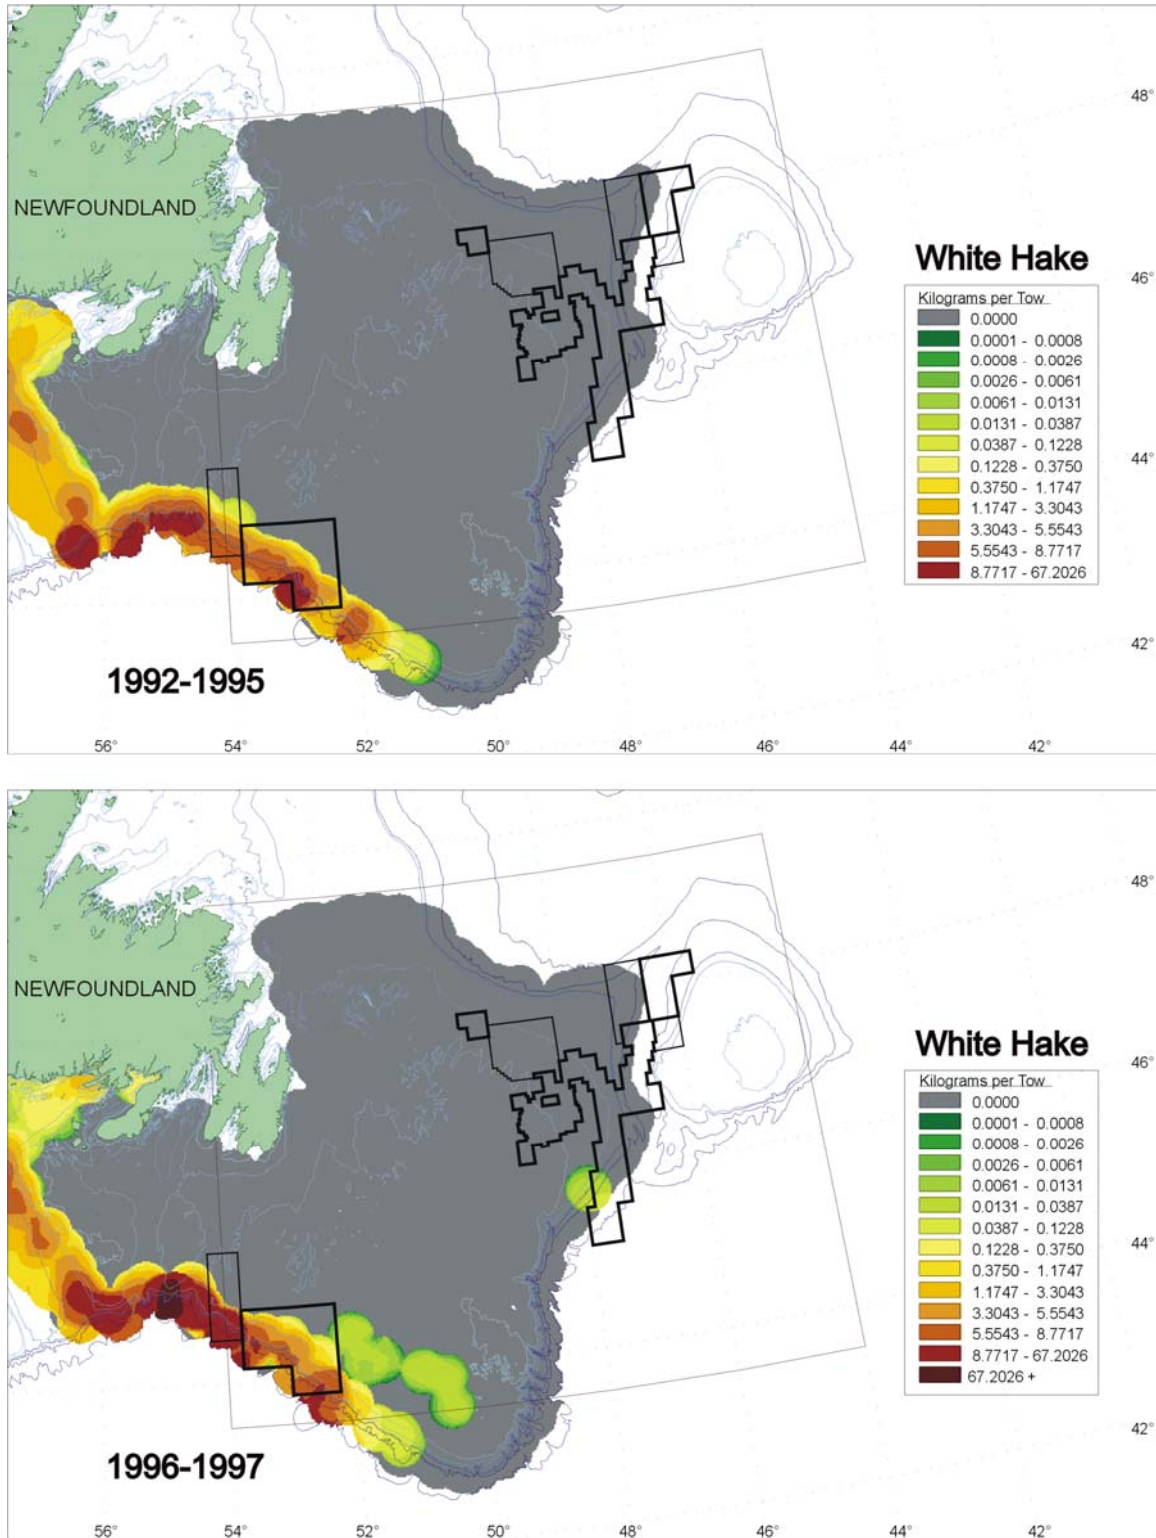 48°
NEWFOUNDLAND
White Hake
46°
Kilograms per Tow
0.0000
0.0001 - 0.0008
0.0008 - 0.0026
0.0026 - 0.0061
0.0061 - 0.0131
0.0131 - 0.0387
0.0387 - 0.1228
0.1228 - 0.3750
0.3750 - 1.1747
1.1747 - 3.3043
3.3043 - 5.5543
5.5543 - 8.7717
8.7717 - 67.2026
44°
42°
1992-1995
56° 54° 52° 50° 48° 46° 42°
48°
NEWFOUNDLAND
White Hake
46°
Kilograms per Tow
0.0000
0.0001 - 0.0008
0.0008 - 0.0026
0.0026 - 0.0061
0.0061 - 0.0131
0.0131 - 0.0387
0.0387 - 0.1228
0.1228 - 0.3750
0.3750 - 1.1747
1.1747 - 3.3043
3.3043 - 5.5543
5.5543 - 8.7717
8.7717 - 67.2026
67.2026 +
44°
42°
1996-1997
56° 54° 52° 50° 48° 46° 42°